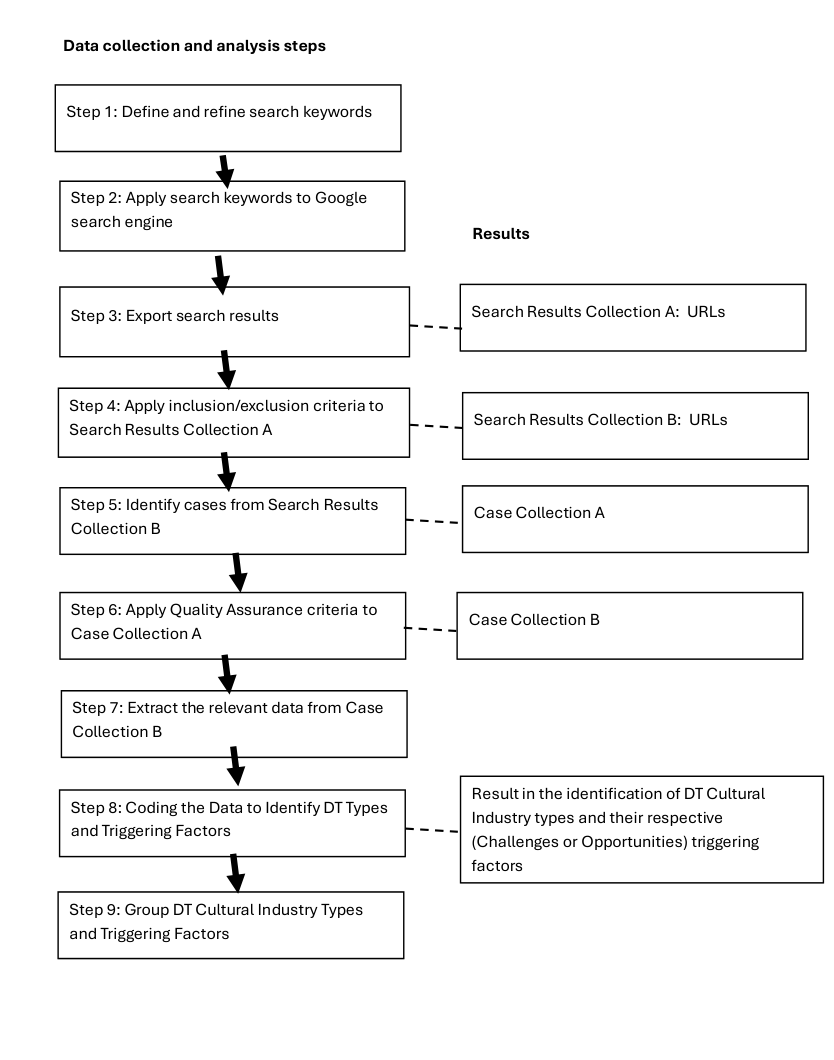 Data collection and analysis steps
Step 1: Define and refine search keywords
Step 2: Apply search keywords to Google
search engine
Results
Step 3: Export search results
Search Results Collection A:  URLs
Step 4: Apply inclusion/exclusion criteria to
Search Results Collection A
Search Results Collection B:  URLs
Step 5: Identify cases from Search Results
Collection B
Case Collection A
Step 6: Apply Quality Assurance criteria to
Case Collection A
Case Collection B
Step 7: Extract the relevant data from Case
Collection B
Step 8: Coding the Data to Identify DT Types
and Triggering Factors
Result in the identification of DT Cultural
Industry types and their respective
(Challenges or Opportunities) triggering
factors
Step 9: Group DT Cultural Industry Types
and Triggering Factors